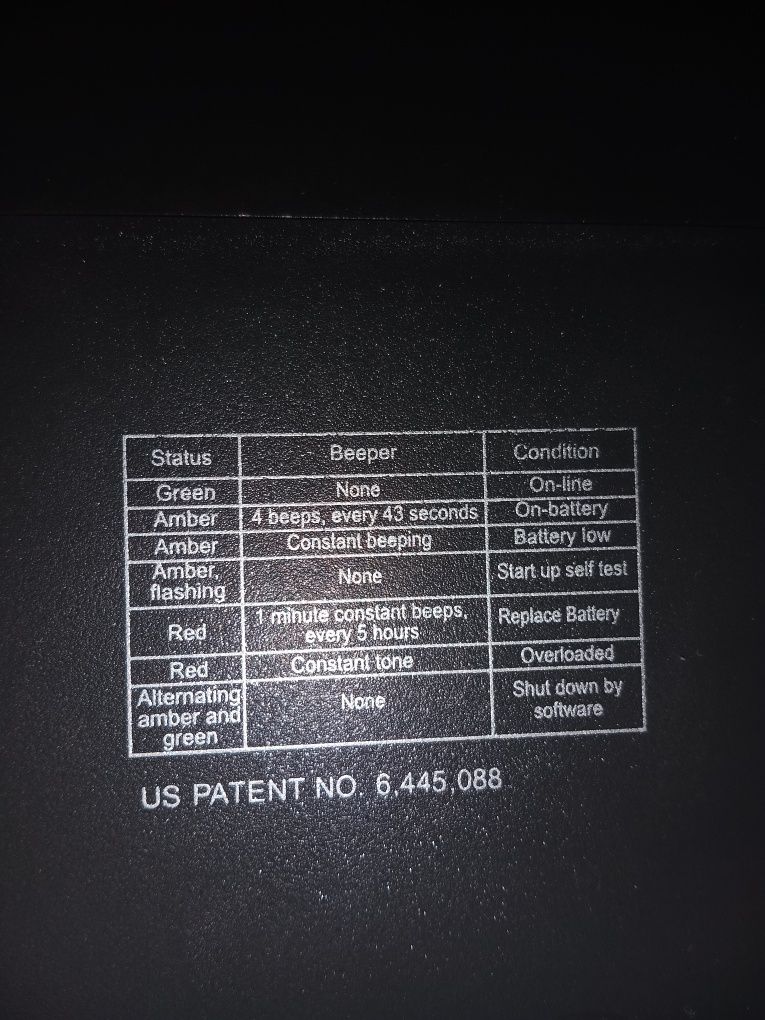 Status Beeper Condition
Green None On-line
Amber 4 beeps, every 43 seconds On-battery
Amber Constant beeping Battery low
Amber, flashing None Start up self test
Red 1 minute constant beeps, every 5 hours Replace Battery
Red Constant tone Overloaded
Alternating amber and green None Shut down by software
US PATENT NO. 6,445,088